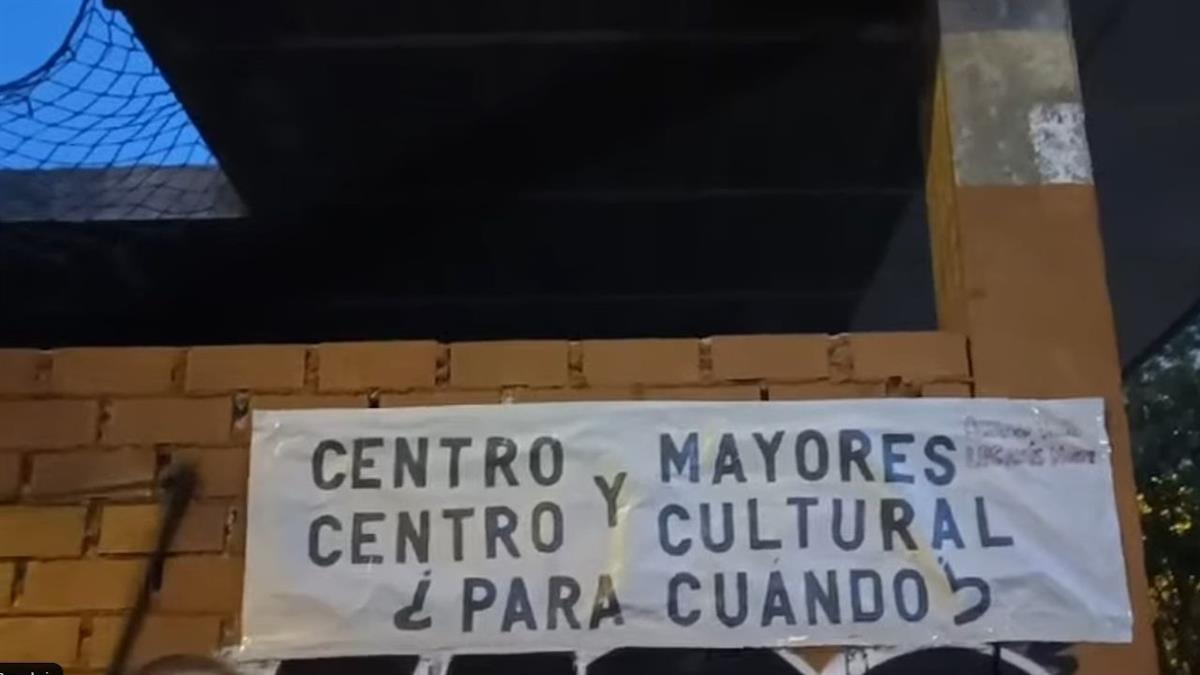 CENTRO MAYORES
Y
CENTRO CULTURAL
¿PARA CUÁNDO?